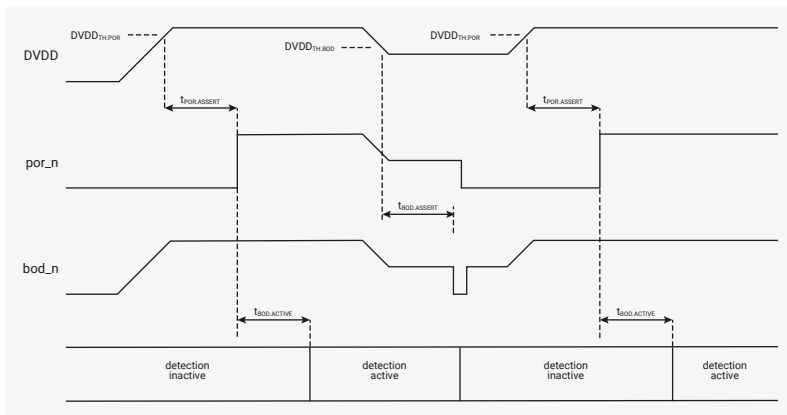 DVDD
DVDDTH.POR
DVDDTH.BOD
DVDDTH.POR
tPOR.ASSERT
tPOR.ASSERT
por_n
tBOD.ASSERT
bod_n
tBOD.ACTIVE
tBOD.ACTIVE
detection
inactive
detection
active
detection
inactive
detection
active